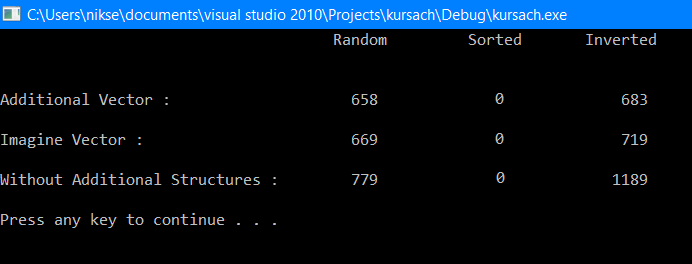 C:\Users\nikse\documents\visual studio 2010\Projects\kursach\Debug\kursach.exe
Random Sorted Inverted
Additional Vector : 658 0 683
Imagine Vector : 669 0 719
Without Additional Structures : 779 0 1189
Press any key to continue . . .